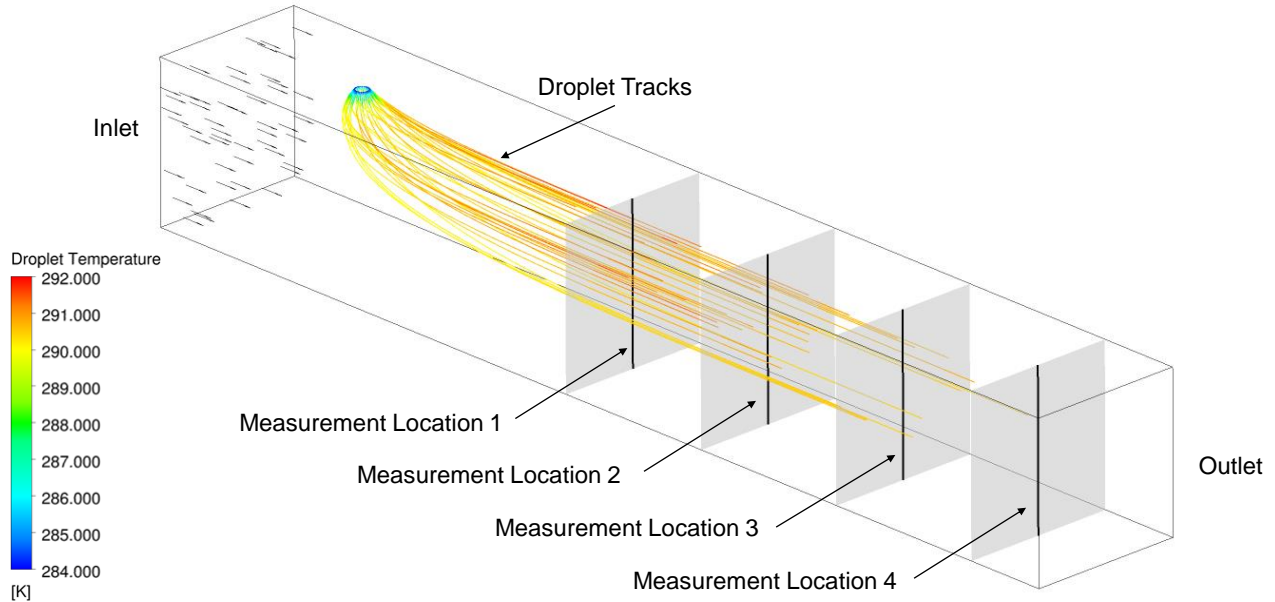 Droplet Tracks
Inlet
Droplet Temperature
292.000
291.000
290.000
289.000
288.000
287.000
286.000
285.000
284.000
[K]
Measurement Location 1
Measurement Location 2
Measurement Location 3
Measurement Location 4
Outlet